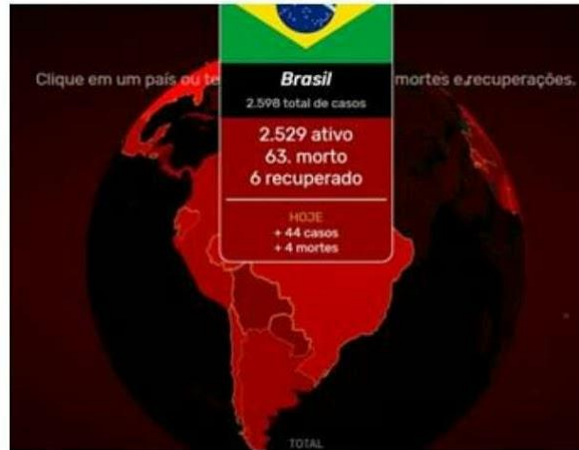 Clique em um país ou te mortes e recuperações.
Brasil
2.598 total de casos
2.529 ativo
63. morto
6 recuperado
HOJE
+ 44 casos
+ 4 mortes
TOTAL